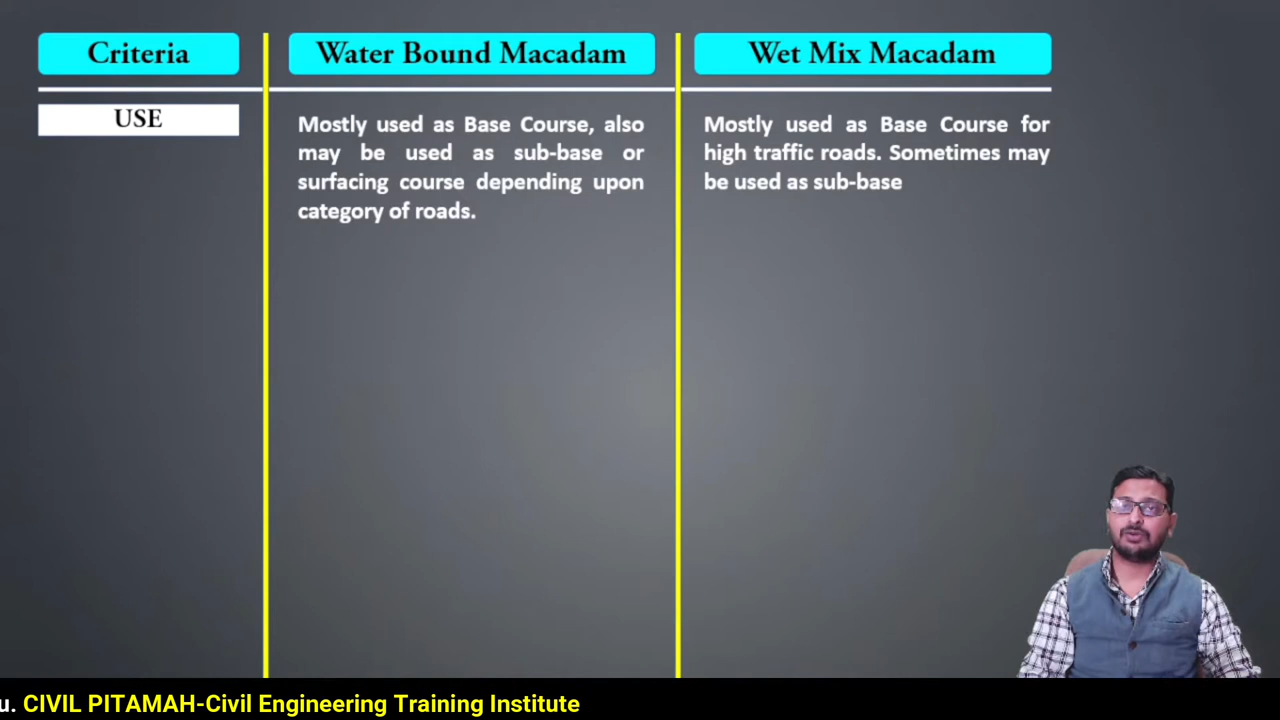 Criteria
Water Bound Macadam
Wet Mix Macadam
USE
Mostly used as Base Course, also
may be used as sub-base or
surfacing course depending upon
category of roads.
Mostly used as Base Course for
high traffic roads. Sometimes may
be used as sub-base
u. CIVIL PITAMAH-Civil Engineering Training Institute